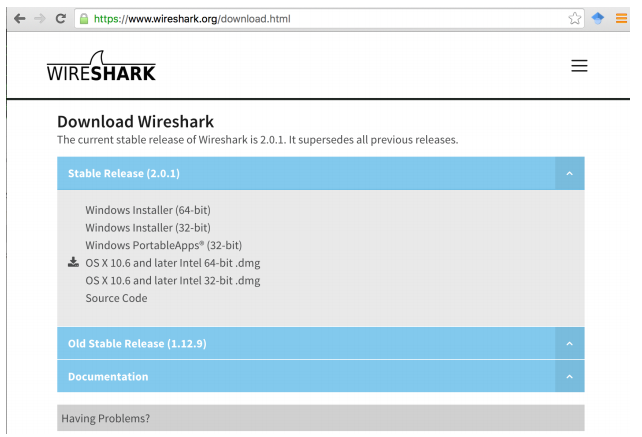 https://www.wireshark.org/download.html
WIRESHARK
Download Wireshark
The current stable release of Wireshark is 2.0.1. It supersedes all previous releases.
Stable Release (2.0.1)
Windows Installer (64-bit)
Windows Installer (32-bit)
Windows PortableApps® (32-bit)
OS X 10.6 and later Intel 64-bit .dmg
OS X 10.6 and later Intel 32-bit .dmg
Source Code
Old Stable Release (1.12.9)
Documentation
Having Problems?